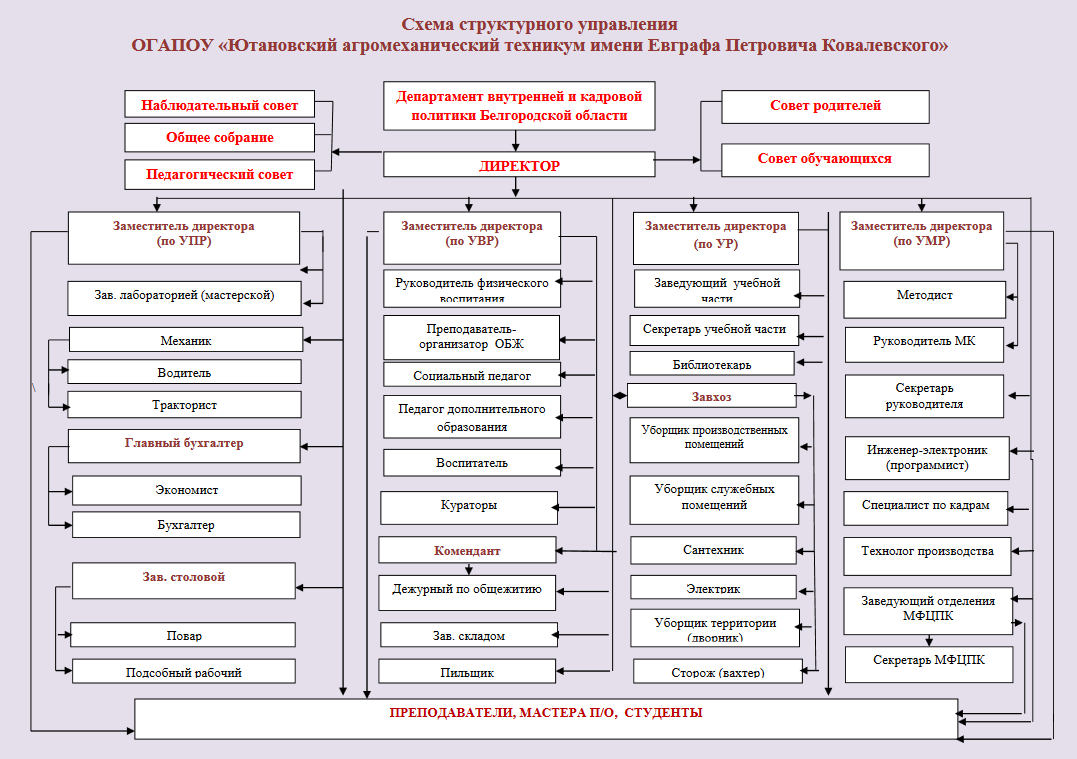 Схема структурного управления
ОГАПОУ «Ютановский агромеханический техникум имени Евграфа Петровича Ковалевского»
Наблюдательный совет
Общее собрание
Педагогический совет
Департамент внутренней и кадровой
политики Белгородской области
ДИРЕКТОР
Совет родителей
Совет обучающихся
Заместитель директора
(по УПР)
Зав. лабораторией (мастерской)
Механик
Водитель
Тракторист
\
Главный бухгалтер
Экономист
Бухгалтер
Зав. столовой
Повар
Подсобный рабочий
Заместитель директора
(по УВР)
Руководитель физического
воспитания
Преподаватель-
организатор ОБЖ
Социальный педагог
Педагог дополнительного
образования
Воспитатель
Кураторы
Комендант
Дежурный по общежитию
Зав. складом
Пильщик
Заместитель директора
(по УР)
Заведующий учебной
части
Секретарь учебной части
Библиотекарь
Завхоз
Уборщик производственных
помещений
Уборщик служебных
помещений
Сантехник
Электрик
Уборщик территории
(дворник)
Сторож (вахтер)
Заместитель директора
(по УМР)
Методист
Руководитель МК
Секретарь
руководителя
Инженер-электроник
(программист)
Специалист по кадрам
Технолог производства
Заведующий отделения
МФЦПК
Секретарь МФЦПК
ПРЕПОДАВАТЕЛИ, МАСТЕРА П/О, СТУДЕНТЫ